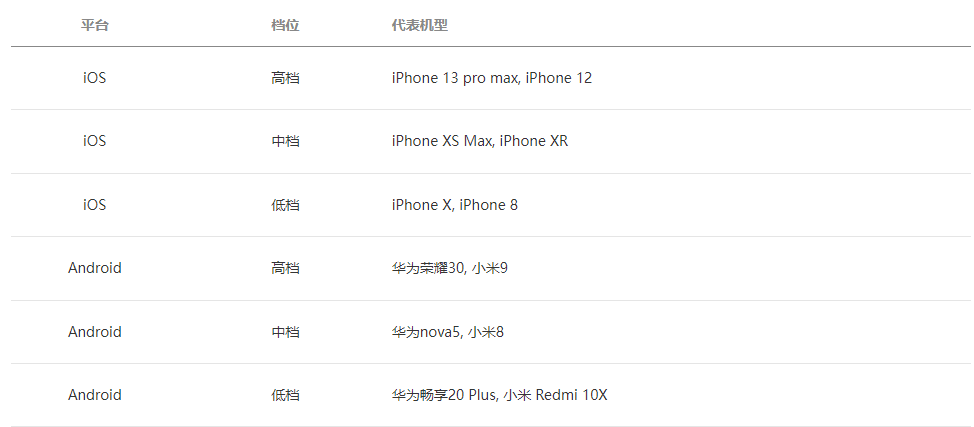 平台 档位 代表机型
iOS 高档 iPhone 13 pro max, iPhone 12
iOS 中档 iPhone XS Max, iPhone XR
iOS 低档 iPhone X, iPhone 8
Android 高档 华为荣耀30, 小米9
Android 中档 华为nova5, 小米8
Android 低档 华为畅享20 Plus, 小米 Redmi 10X